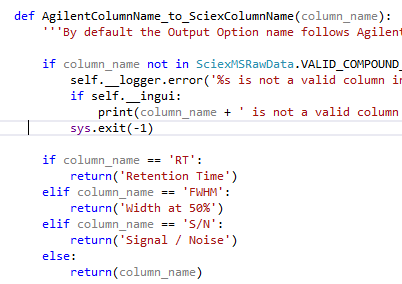 def AgilentColumnName_to_SciexColumnName(column_name):
'''By default the Output Option name follows Agilent
if column_name not in SciexMSRawData.VALID_COMPOUND_
self.__logger.error('%s is not a valid column in
if self.__ingui:
print(column_name + ' is not a valid column
sys.exit(-1)
if column_name == 'RT':
return('Retention Time')
elif column_name == 'FWHM':
return('Width at 50%')
elif column_name == 'S/N':
return('Signal / Noise')
else:
return(column_name)